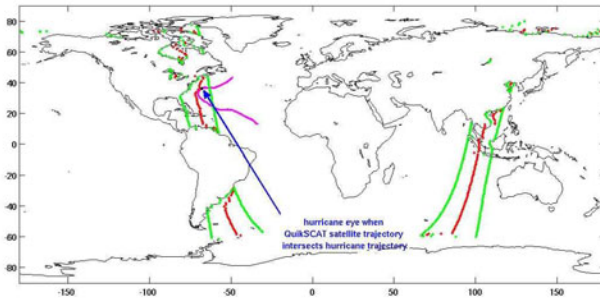 80
60
40
20
0
-20
-40
-60
-80
hurricane eye when
QuikSCAT satellite trajectory
intersects hurricane trajectory
-150 -100 -50 0 50 100 150